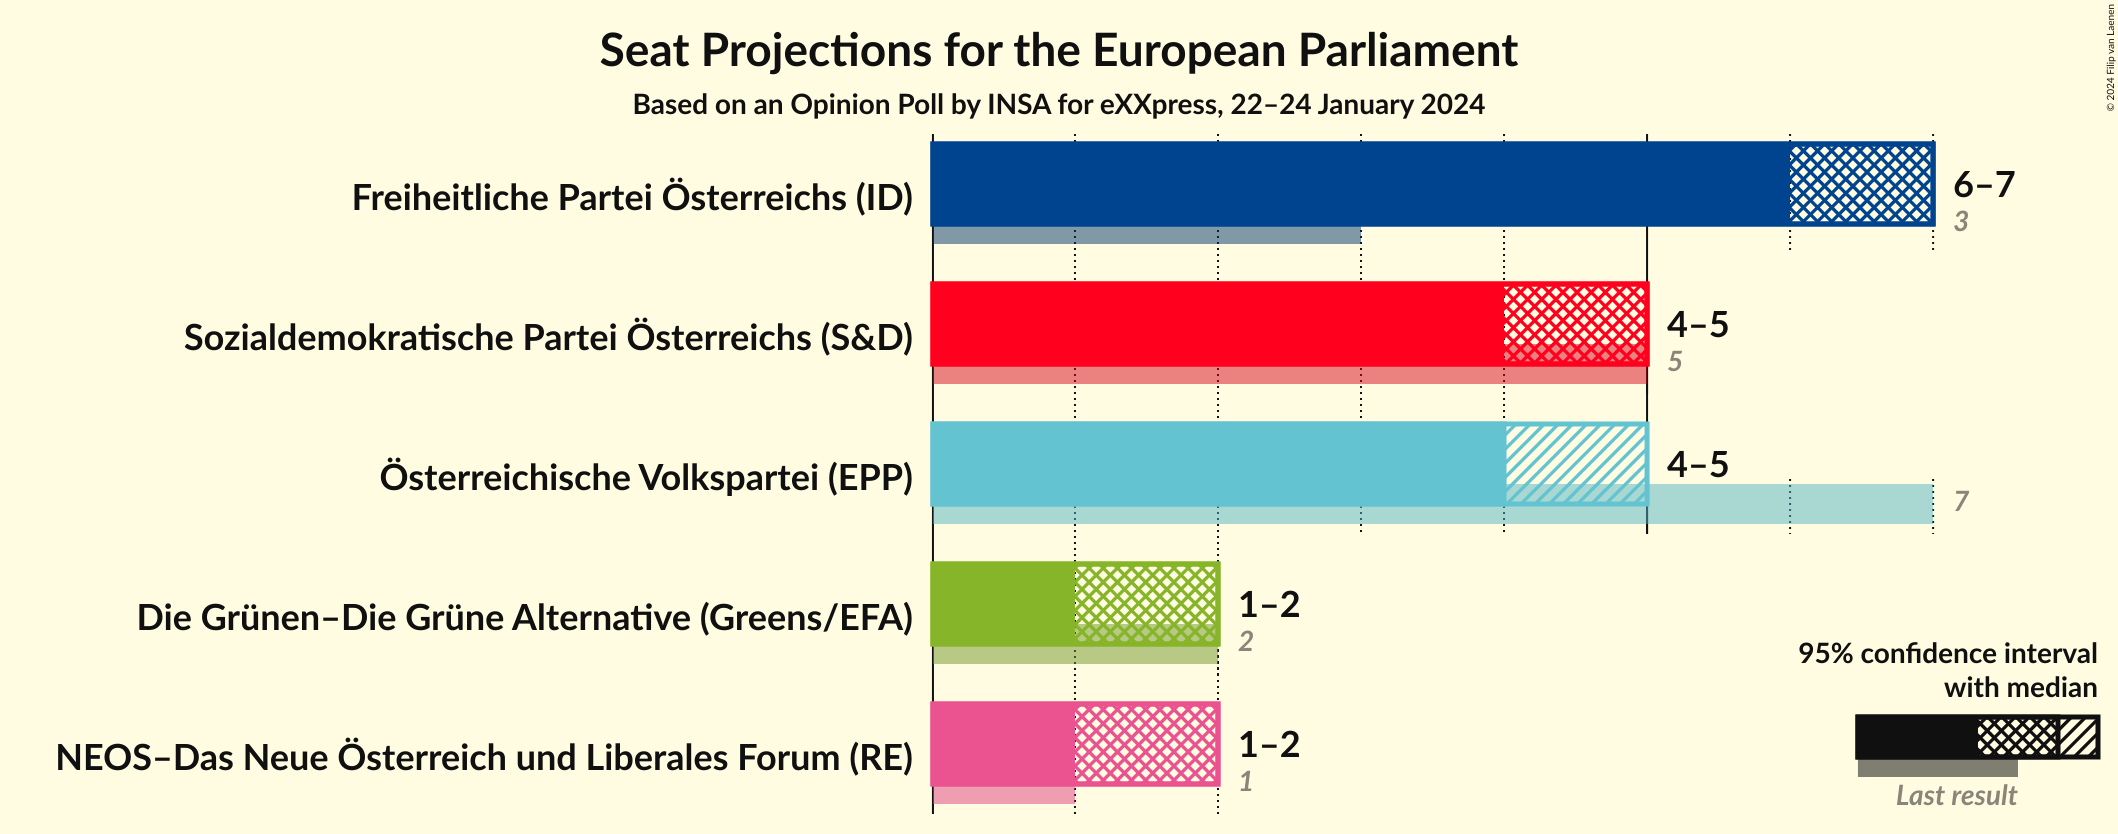 Seat Projections for the European Parliament
Based on an Opinion Poll by INSA for eXXpress, 22–24 January 2024
© 2024 Filip van Laenen
Freiheitliche Partei Österreichs (ID)
6–7
3
Sozialdemokratische Partei Österreichs (S&D)
4–5
5
Österreichische Volkspartei (EPP)
4–5
7
Die Grünen–Die Grüne Alternative (Greens/EFA)
1–2
2
NEOS–Das Neue Österreich und Liberales Forum (RE)
1–2
1
95% confidence interval
with median
Last result